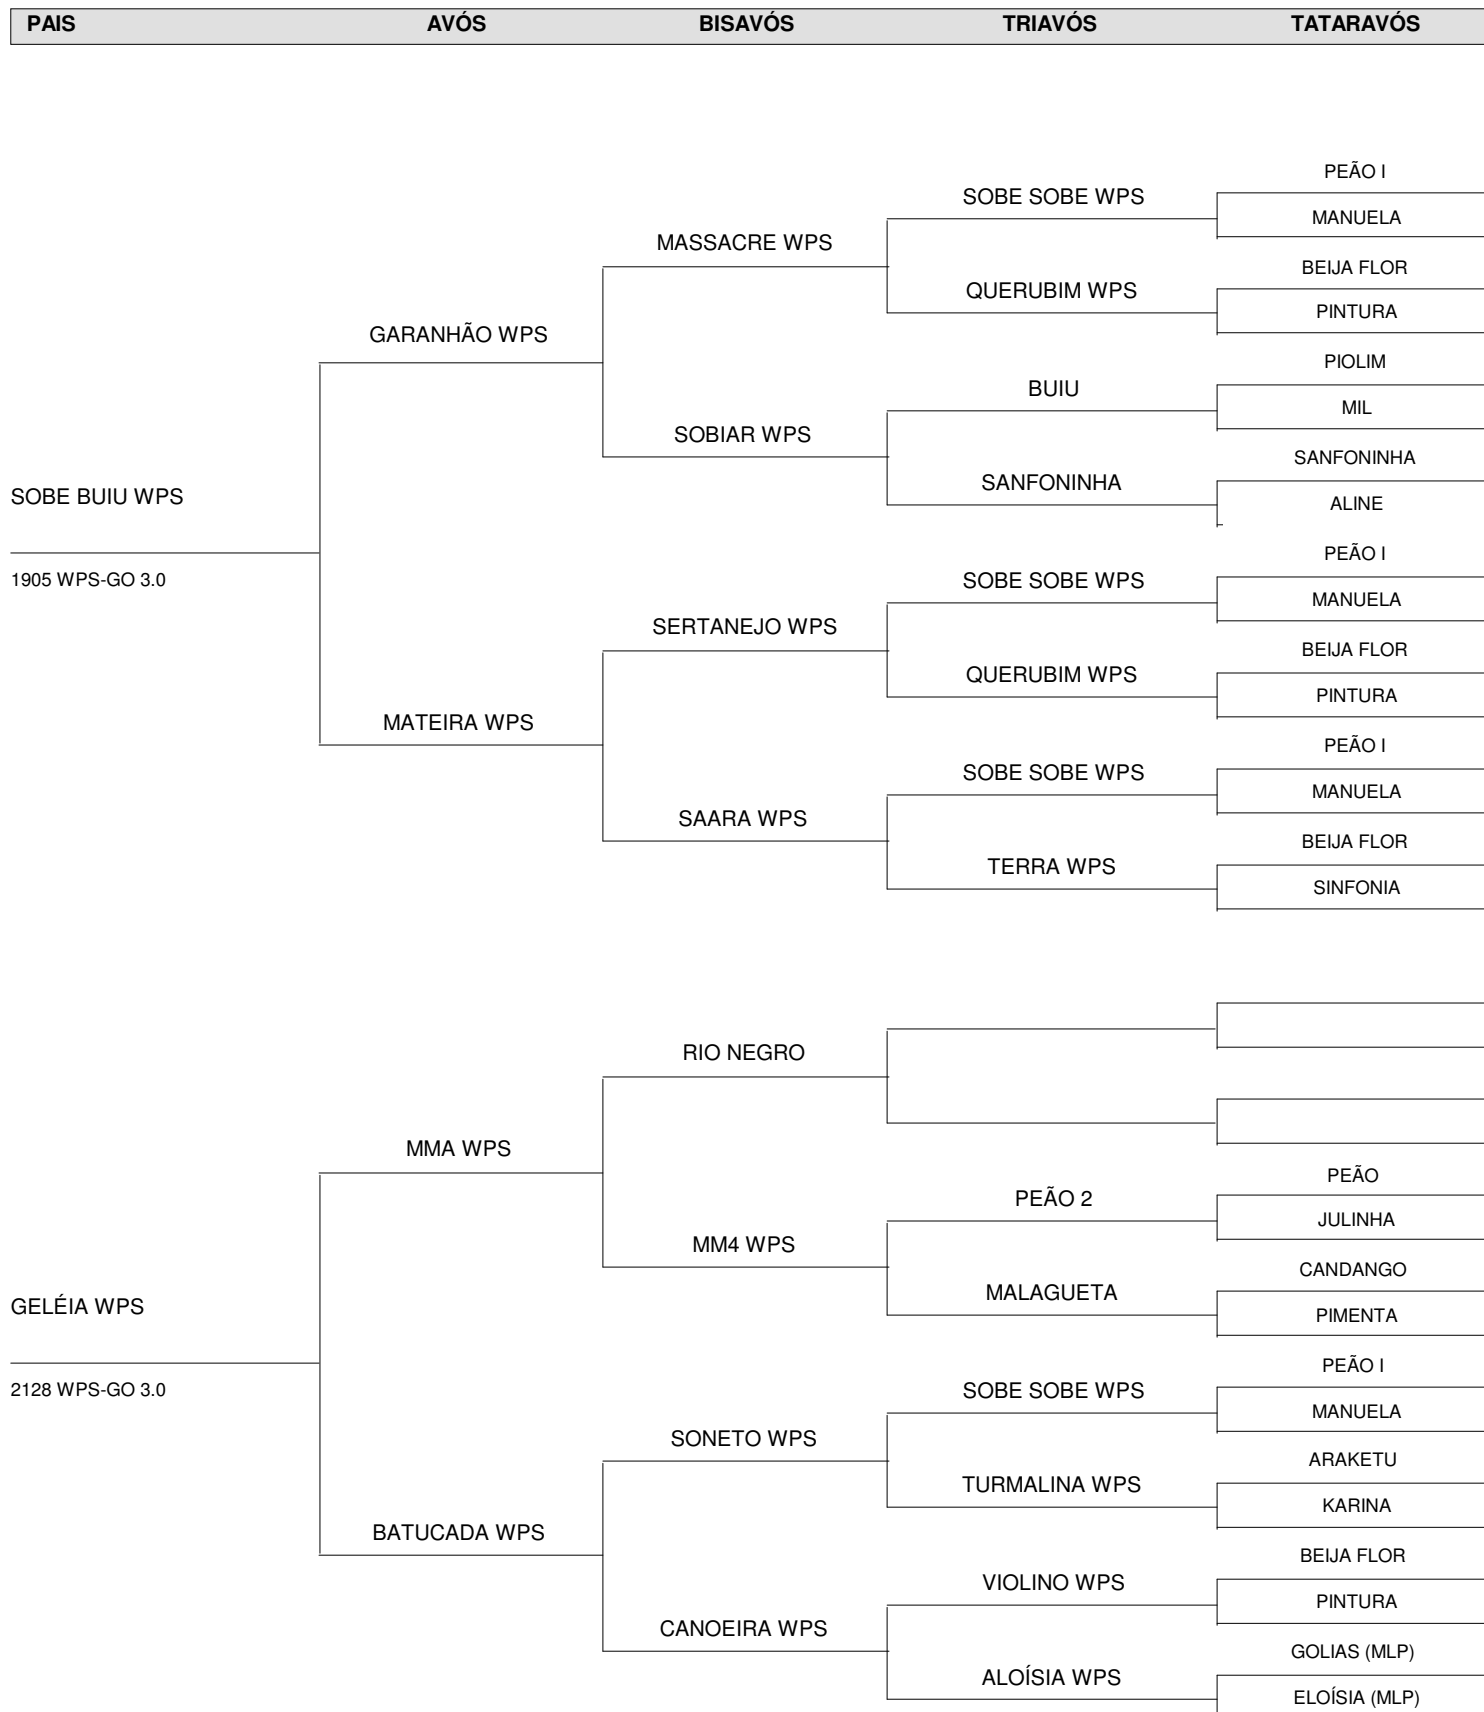 PAIS AVÓS BISAVÓS TRIAVÓS TATARAVÓS
PEÃO I
SOBE SOBE WPS
MANUELA
MASSACRE WPS
BEIJA FLOR
QUERUBIM WPS
PINTURA
GARANHÃO WPS
PIOLIM
BUIU
MIL
SOBIAR WPS
SANFONINHA
SANFONINHA
SOBE BUIU WPS
ALINE
PEÃO I
1905 WPS-GO 3.0
SOBE SOBE WPS
MANUELA
SERTANEJO WPS
BEIJA FLOR
QUERUBIM WPS
PINTURA
MATEIRA WPS
PEÃO I
SOBE SOBE WPS
MANUELA
SAARA WPS
BEIJA FLOR
TERRA WPS
SINFONIA
RIO NEGRO
MMA WPS
PEÃO
PEÃO 2
JULINHA
MM4 WPS
CANDANGO
MALAGUETA
GELÉIA WPS
PIMENTA
PEÃO I
2128 WPS-GO 3.0
SOBE SOBE WPS
MANUELA
SONETO WPS
ARAKETU
TURMALINA WPS
KARINA
BATUCADA WPS
BEIJA FLOR
VIOLINO WPS
PINTURA
CANOEIRA WPS
GOLIAS (MLP)
ALOÍSIA WPS
ELOÍSIA (MLP)